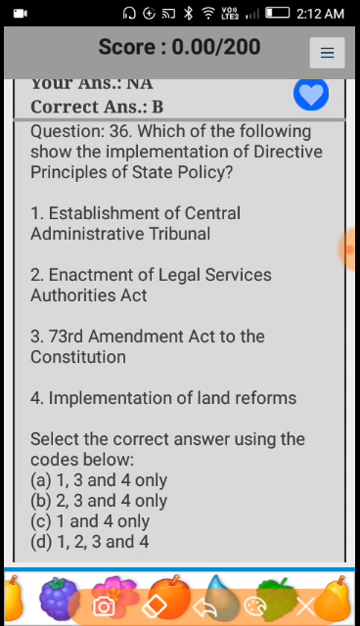 VoD LTE2 2:12 AM
Score : 0.00/200
Your Ans.: NA
Correct Ans.: B
Question: 36. Which of the following
show the implementation of Directive
Principles of State Policy?
1. Establishment of Central
Administrative Tribunal
2. Enactment of Legal Services
Authorities Act
3. 73rd Amendment Act to the
Constitution
4. Implementation of land reforms
Select the correct answer using the
codes below:
(a) 1, 3 and 4 only
(b) 2, 3 and 4 only
(c) 1 and 4 only
(d) 1, 2, 3 and 4